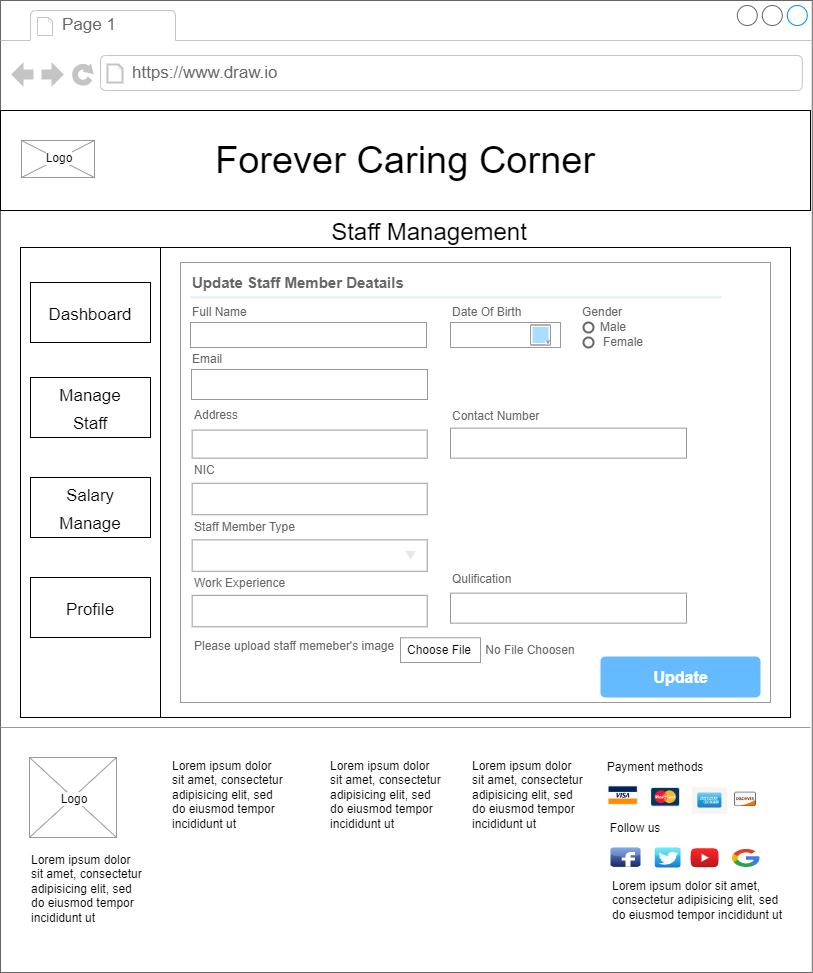 Page 1
https://www.draw.io
Logo
Forever Caring Corner
Staff Management
Dashboard
Manage
Staff
Salary
Manage
Profile
Update Staff Member Deatails
Full Name
Date Of Birth
Gender
Male
Female
Email
Address
Contact Number
NIC
Staff Member Type
Work Experience
Qulification
Please upload staff memeber's image
Choose File
No File Choosen
Update
Logo
Lorem ipsum dolor
sit amet, consectetur
adipisicing elit, sed
do eiusmod tempor
incididunt ut
Lorem ipsum dolor
sit amet, consectetur
adipisicing elit, sed
do eiusmod tempor
incididunt ut
Lorem ipsum dolor
sit amet, consectetur
adipisicing elit, sed
do eiusmod tempor
incididunt ut
Lorem ipsum dolor
sit amet, consectetur
adipisicing elit, sed
do eiusmod tempor
incididunt ut
Payment methods
VISA
MasterCard
DISCOVER
Follow us
Lorem ipsum dolor sit amet,
consectetur adipisicing elit, sed
do eiusmod tempor incididunt ut